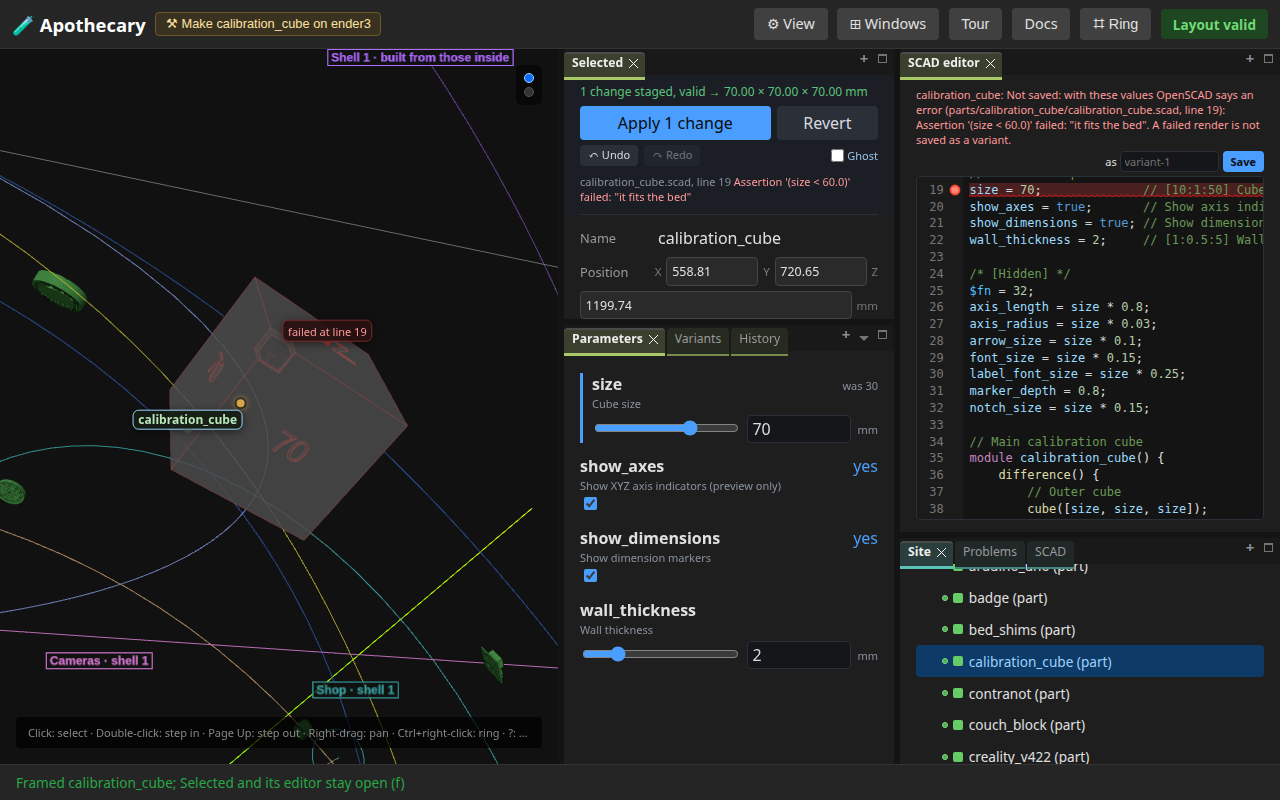 Apothecary
Make calibration_cube on ender3
View
Windows
Tour
Docs
Ring
Layout valid
Shell 1 · built from those inside
failed at line 19
calibration_cube
70
Cameras · shell 1
Shop · shell 1
Click: select · Double-click: step in · Page Up: step out · Right-drag: pan · Ctrl+right-click: ring · ?: ...
Selected
1 change staged, valid → 70.00 × 70.00 × 70.00 mm
Apply 1 change
Revert
Undo
Redo
Ghost
calibration_cube.scad, line 19 Assertion '(size < 60.0)'
failed: "it fits the bed"
Name calibration_cube
Position X 558.81 Y 720.65 Z
1199.74 mm
Parameters
Variants
History
size was 30
Cube size
70 mm
show_axes yes
Show XYZ axis indicators (preview only)
show_dimensions yes
Show dimension markers
wall_thickness
Wall thickness
2 mm
SCAD editor
calibration_cube: Not saved: with these values OpenSCAD says an
error (parts/calibration_cube/calibration_cube.scad, line 19):
Assertion '(size < 60.0)' failed: "it fits the bed". A failed render is not
saved as a variant.
as variant-1 Save
19 size = 70; // [10:1:50] Cube
20 show_axes = true; // Show axis indi
21 show_dimensions = true; // Show dimension
22 wall_thickness = 2; // [1:0.5:5] Wall
23
24 /* [Hidden] */
25 $fn = 32;
26 axis_length = size * 0.8;
27 axis_radius = size * 0.03;
28 arrow_size = size * 0.1;
29 font_size = size * 0.15;
30 label_font_size = size * 0.25;
31 marker_depth = 0.8;
32 notch_size = size * 0.15;
33
34 // Main calibration cube
35 module calibration_cube() {
36 difference() {
37 // Outer cube
38 cube([size, size, size]);
Site
Problems
SCAD
arduino_uno (part)
badge (part)
bed_shims (part)
calibration_cube (part)
contranot (part)
couch_block (part)
creality_v422 (part)
Framed calibration_cube; Selected and its editor stay open (f)